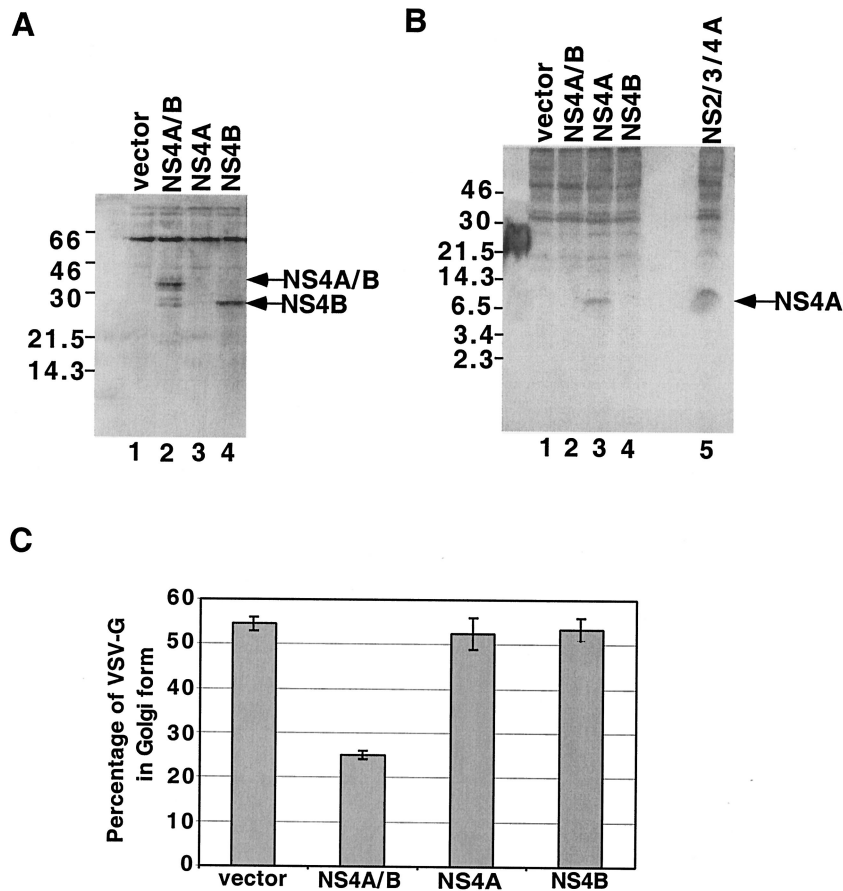 A
vector
NS4A/B
NS4A
NS4B
66
46
30
21.5
14.3
NS4A/B
NS4B
1 2 3 4
B
vector
NS4A/B
NS4A
NS4B
NS2/3/4A
46
30
21.5
14.3
6.5
3.4
2.3
NS4A
1 2 3 4 5
C
Percentage of VSV-G
in Golgi form
60
50
40
30
20
10
0
vector NS4A/B NS4A NS4B